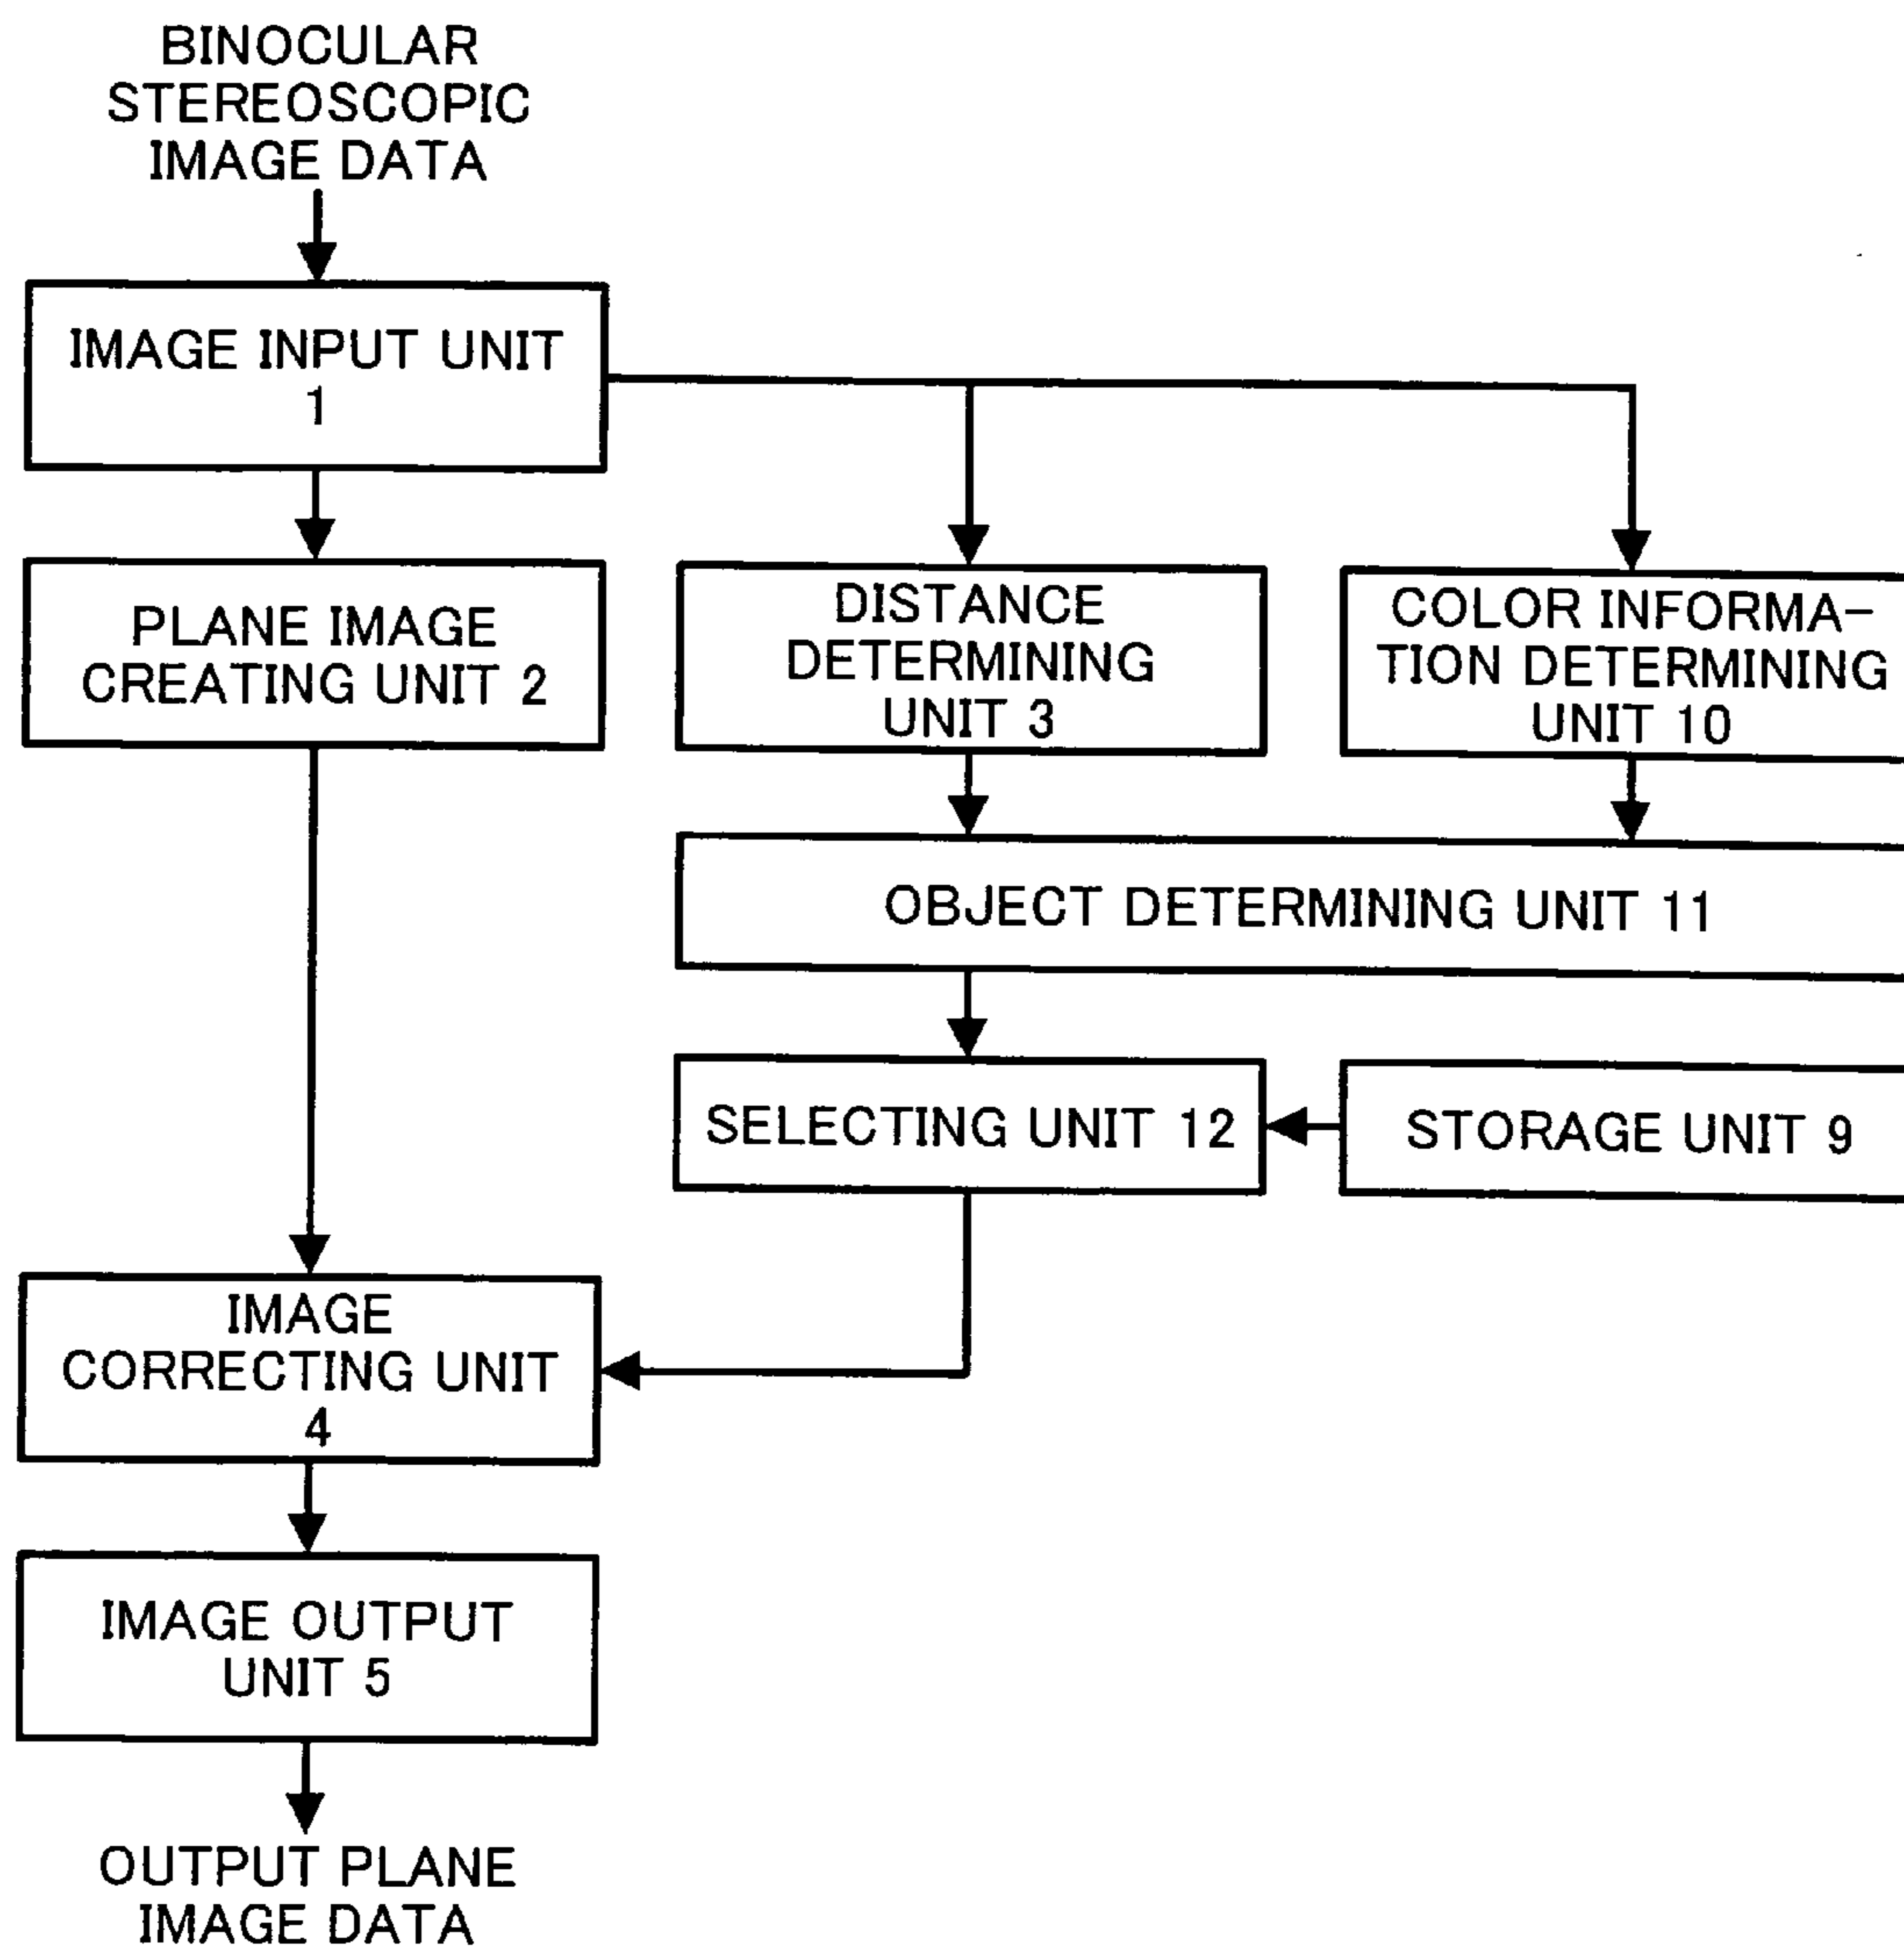 BINOCULAR
STEREOSCOPIC
IMAGE DATA
IMAGE INPUT UNIT
1
PLANE IMAGE
CREATING UNIT 2
DISTANCE
DETERMINING
UNIT 3
COLOR INFORMA-
TION DETERMINING
UNIT 10
OBJECT DETERMINING UNIT 11
SELECTING UNIT 12
STORAGE UNIT 9
IMAGE
CORRECTING UNIT
4
IMAGE OUTPUT
UNIT 5
OUTPUT PLANE
IMAGE DATA